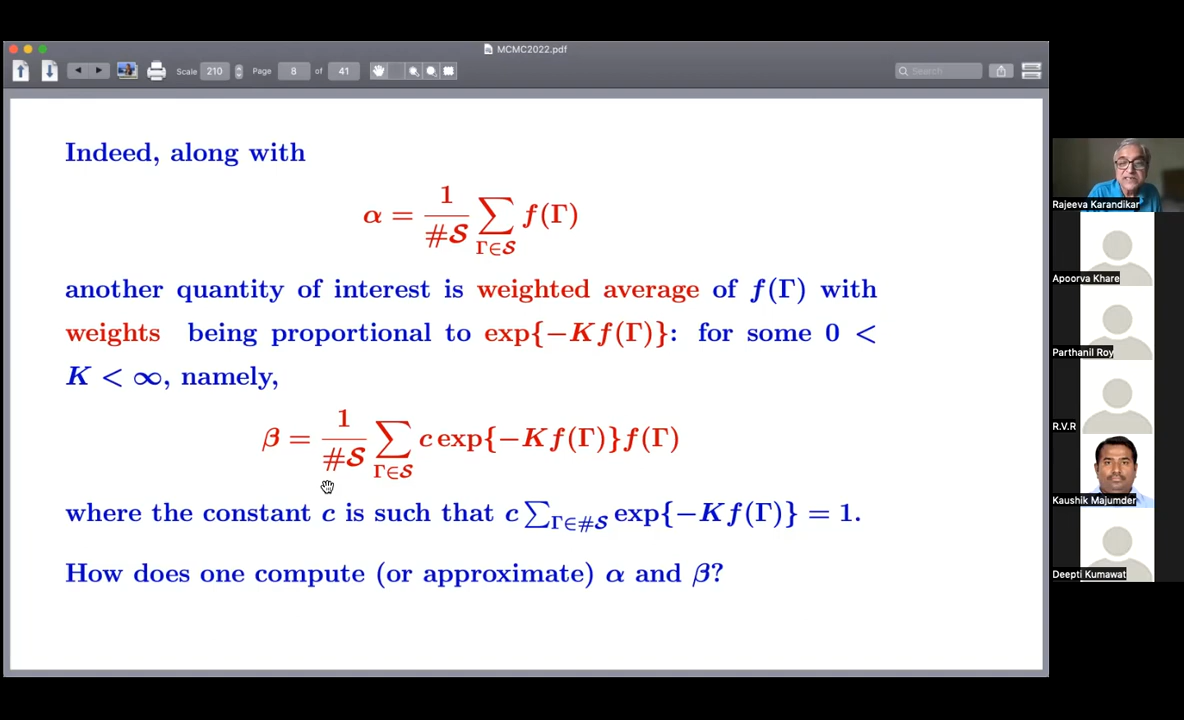 MCMC2022.pdf
Scale 210 Page 8 of 41 Search
Indeed, along with
α = 1/#𝒮 ∑_{Γ∈𝒮} f(Γ)
another quantity of interest is weighted average of f(Γ) with
weights being proportional to exp{−Kf(Γ)}: for some 0 <
K < ∞, namely,
β = 1/#𝒮 ∑_{Γ∈𝒮} c exp{−Kf(Γ)}f(Γ)
where the constant c is such that c∑_{Γ∈#𝒮} exp{−Kf(Γ)} = 1.
How does one compute (or approximate) α and β?
Rajeeva Karandikar
Apoorva Khare
Parthanil Roy
R.V.R
Kaushik Majumder
Deepti Kumawat